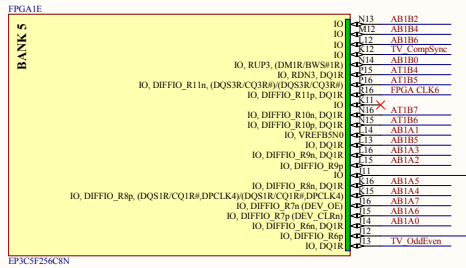 FPGA1E
BANK 5
IO N13 AB1B2
IO M12 AB1B4
IO L12 AB1B6
IO K12 TV_CompSync
IO, RUP3, (DM1R/BWS#1R) N14 AB1B0
IO, RDN3, DQ1R P15 AT1B4
IO, DIFFIO_R11n, (DQS3R/CQ3R#)/(DQS3R/CQ3R#) P16 AT1B5
IO, DIFFIO_R11p, DQ1R R16 FPGA CLK6
IO K11
IO, DIFFIO_R10n, DQ1R N16 AT1B7
IO, DIFFIO_R10p, DQ1R N15 AT1B6
IO, VREFB5N0 L14 AB1A1
IO, DQ1R L13 AB1B5
IO, DIFFIO_R9n, DQ1R L16 AB1A3
IO, DIFFIO_R9p L15 AB1A2
IO J11
IO, DIFFIO_R8n, DQ1R K16 AB1A5
IO, DIFFIO_R8p, (DQS1R/CQ1R#,DPCLK4)/(DQS1R/CQ1R#,DPCLK4) K15 AB1A4
IO, DIFFIO_R7n (DEV_OE) J16 AB1A7
IO, DIFFIO_R7p (DEV_CLRn) J15 AB1A6
IO, DIFFIO_R6n, DQ1R J14 AB1A0
IO, DIFFIO_R6p J12
IO, DQ1R J13 TV_OddEven
EP3C5F256C8N